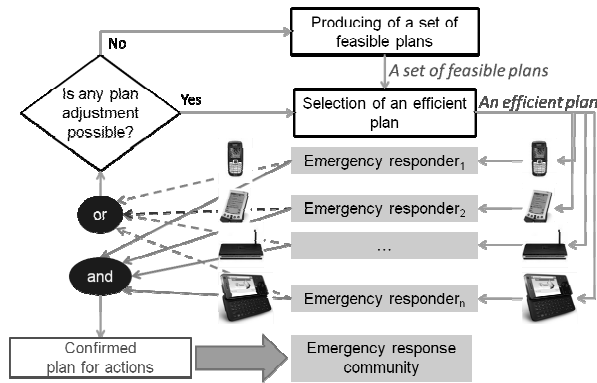 No
Producing of a set of
feasible plans
A set of feasible plans
Is any plan
adjustment
possible?
Yes
Selection of an efficient
plan
An efficient plan
Emergency responder1
or
Emergency responder2
...
and
Emergency respondern
Confirmed
plan for actions
Emergency response
community